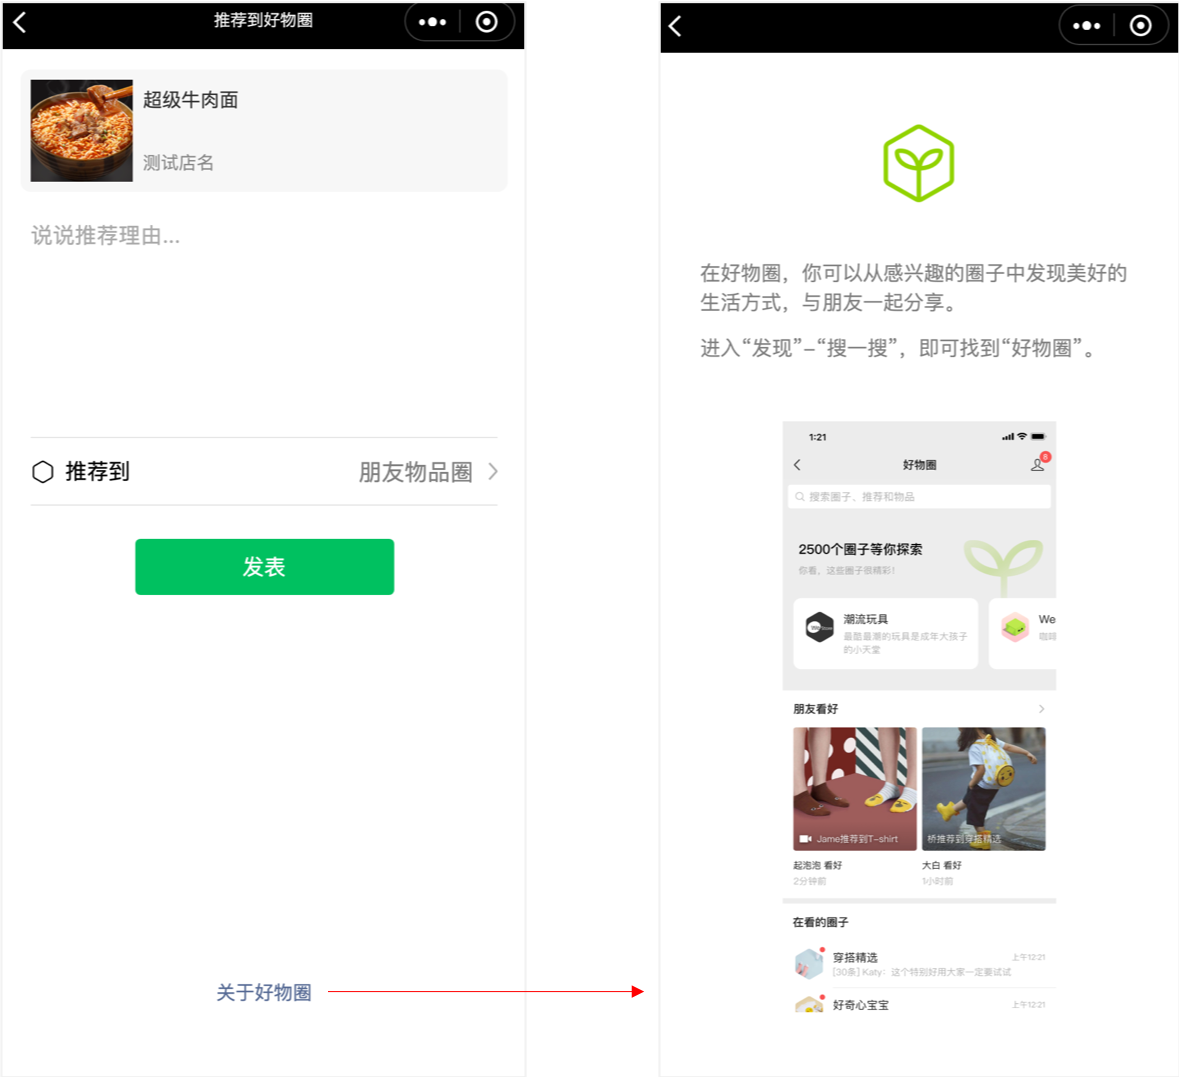 推荐到好物圈
超级牛肉面
测试店名
说说推荐理由...
推荐到
朋友物品圈
发表
关于好物圈
在好物圈，你可以从感兴趣的圈子中发现美好的
生活方式，与朋友一起分享。
进入“发现”–“搜一搜”，即可找到“好物圈”。
1:21
好物圈
8
搜索圈子、推荐和物品
2500个圈子等你探索
你看，这些圈子很精彩！
潮流玩具
最酷最潮的玩具是成年大孩子
的小天堂
We
咖啡
朋友看好
Jame推荐到T-shirt
桥推荐到穿搭精选
起泡泡 看好
大白 看好
2分钟前
1小时前
在看的圈子
穿搭精选
上午12:21
[30条] Katy：这个特别好用大家一定要试试
好奇心宝宝
上午12:21